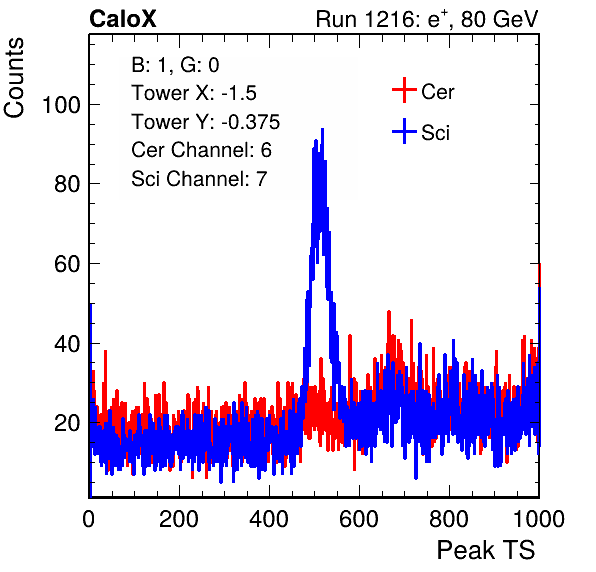 CaloX
Run 1216: e+, 80 GeV
B: 1, G: 0
Tower X: -1.5
Tower Y: -0.375
Cer Channel: 6
Sci Channel: 7
Cer
Sci
Counts
100
80
60
40
20
0
200
400
600
800
1000
Peak TS